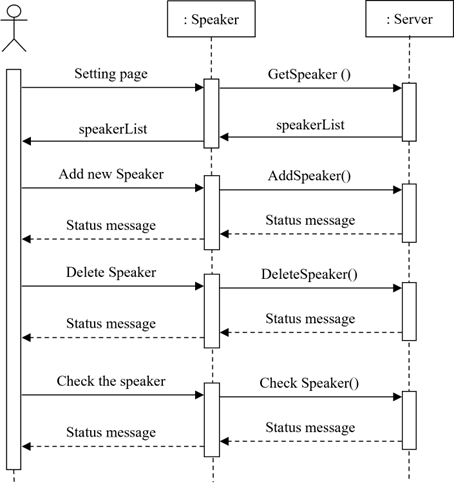 : Speaker
: Server
Setting page
GetSpeaker ()
speakerList
speakerList
Add new Speaker
AddSpeaker()
Status message
Status message
Delete Speaker
DeleteSpeaker()
Status message
Status message
Check the speaker
Check Speaker()
Status message
Status message